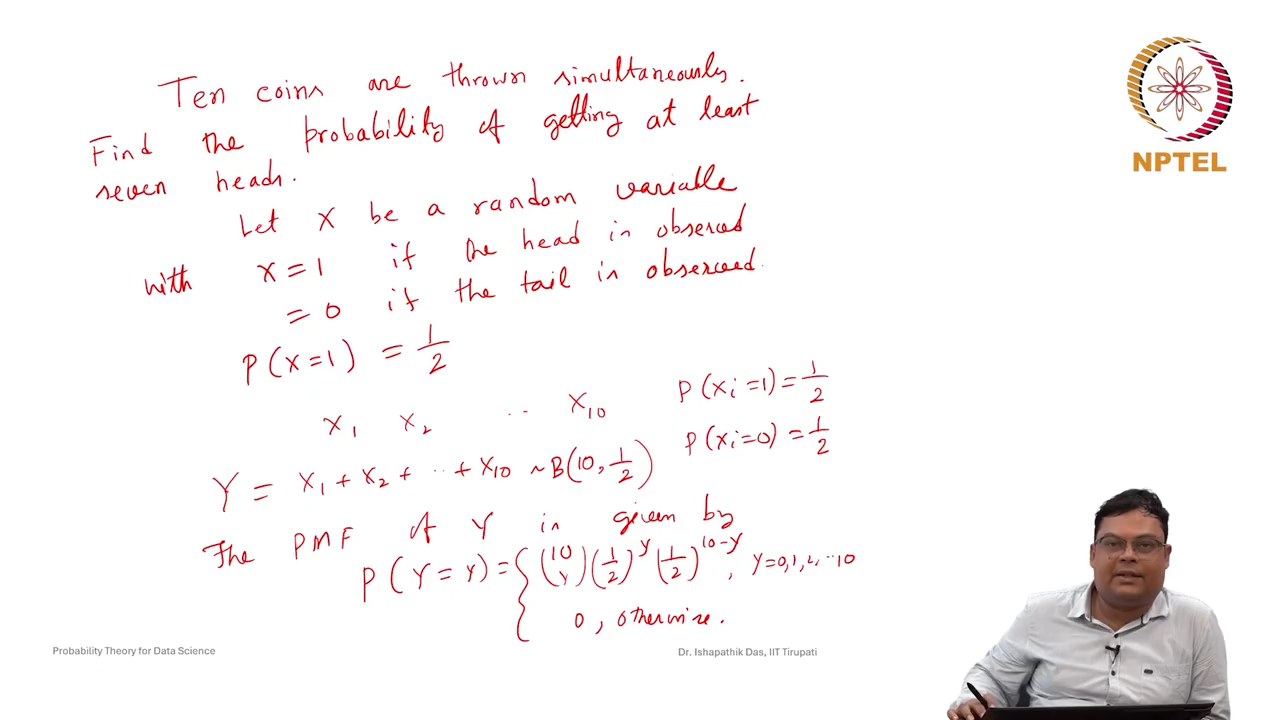 Ten coins are thrown simultaneously.
Find the probability of getting at least
seven heads.
Let X be a random variable
with X = 1 if the head is observed
= 0 if the tail is observed.
P(X=1) = 1/2
X₁ X₂ .. X₁₀ P(Xi=1) = 1/2
P(Xi=0) = 1/2
Y = X₁ + X₂ + .. + X₁₀ ~ B(10, 1/2)
The PMF of Y is given by
P(Y=y) = { (10 y) (1/2)^y (1/2)^10-y, y=0,1,2,..10
0, otherwise.
NPTEL
Probability Theory for Data Science
Dr. Ishapathik Das, IIT Tirupati